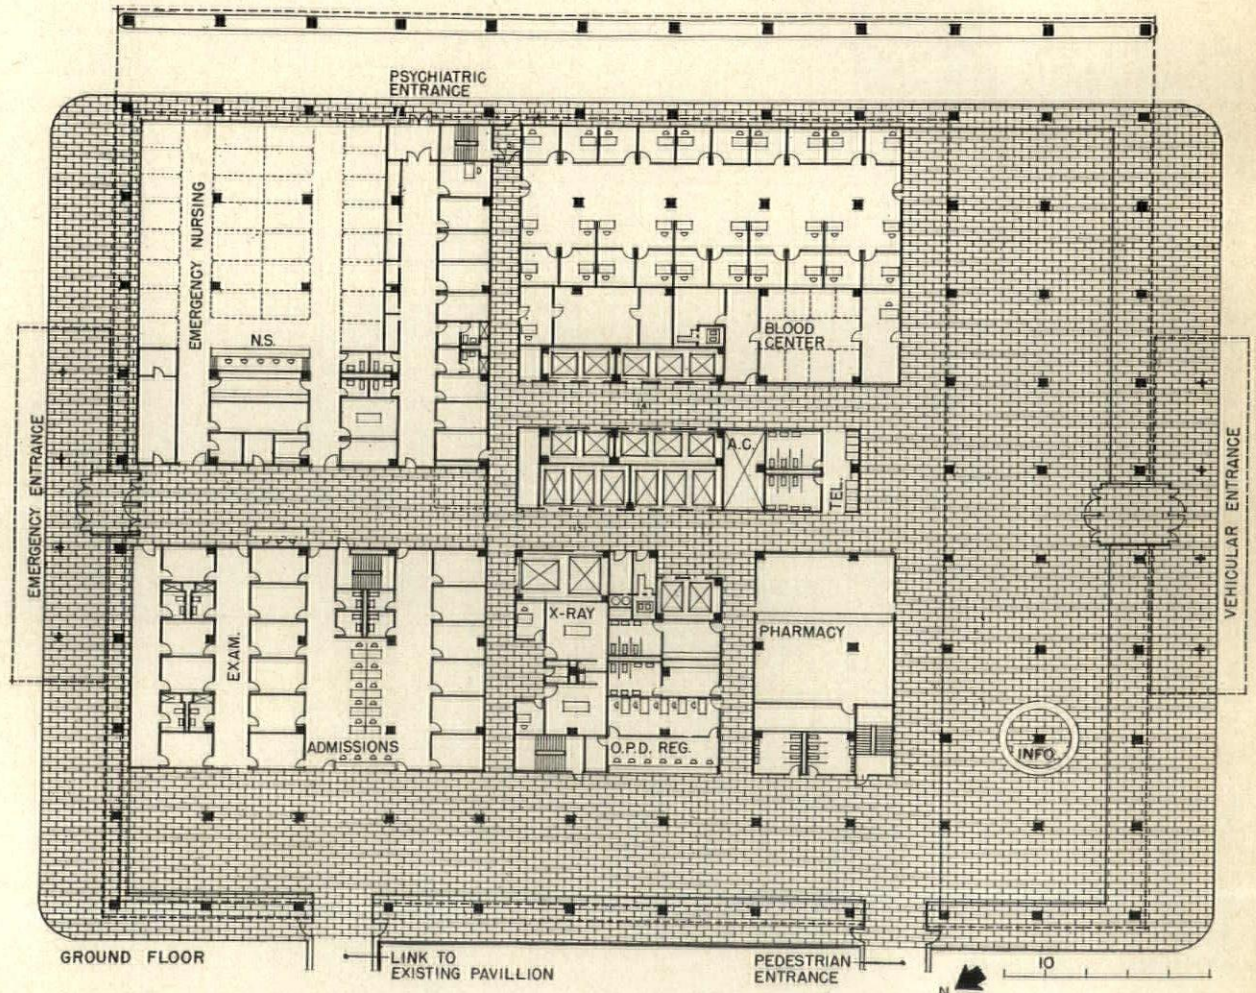 PSYCHIATRIC
ENTRANCE
EMERGENCY NURSING
N.S.
BLOOD
CENTER
EMERGENCY ENTRANCE
A.C.
TEL.
VEHICULAR ENTRANCE
X-RAY
PHARMACY
EXAM.
ADMISSIONS
O.P.D. REG.
INFO.
GROUND FLOOR
LINK TO
EXISTING PAVILLION
PEDESTRIAN
ENTRANCE
N
10